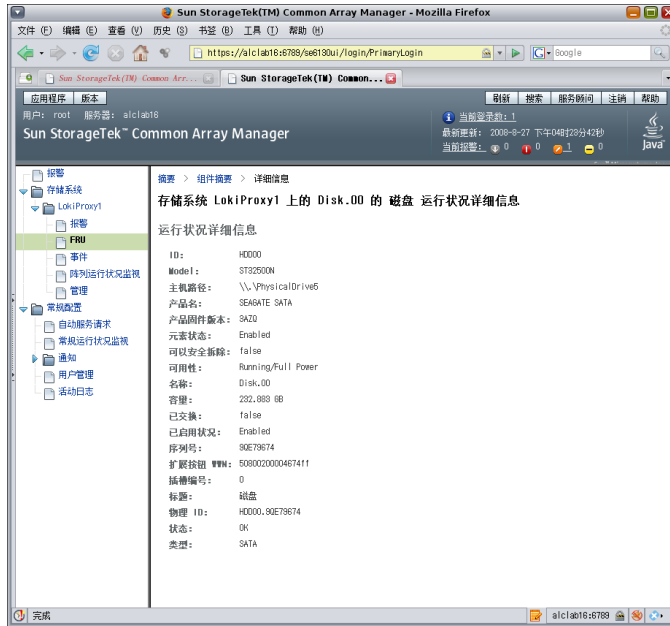 Sun StorageTek(TM) Common Array Manager - Mozilla Firefox
文件 (F) 编辑 (E) 查看 (V) 历史 (S) 书签 (B) 工具 (T) 帮助 (H)
https://alclab16:6789/se6130ui/login/PrimaryLogin
Google
Sun StorageTek(TM) Common Arr...
Sun StorageTek(TM) Common...
应用程序 版本
刷新 搜索 服务顾问 注销 帮助
用户: root 服务器: alclab16
当前登录数: 1
Sun StorageTek™ Common Array Manager
最新更新: 2008-8-27 下午04时23分42秒
当前报警: 0 0 1 0
Java
报警
存储系统
LokiProxy1
报警
FRU
事件
阵列运行状况监视
管理
常规配置
自动服务请求
常规运行状况监视
通知
用户管理
活动日志
摘要 > 组件摘要 > 详细信息
存储系统 LokiProxy1 上的 Disk.00 的 磁盘 运行状况详细信息
运行状况详细信息
ID: HDD00
Model: ST32500N
主机路径: \\.\PhysicalDrive5
产品名: SEAGATE SATA
产品固件版本: 3AZQ
元素状态: Enabled
可以安全拆除: false
可用性: Running/Full Power
名称: Disk.00
容量: 232.883 GB
已交换: false
已启用状况: Enabled
序列号: 9QE79674
扩展按钮 WWN: 50800200004674ff
插槽编号: 0
标题: 磁盘
物理 ID: HDD00.9QE79674
状态: OK
类型: SATA
完成
alclab16:6789